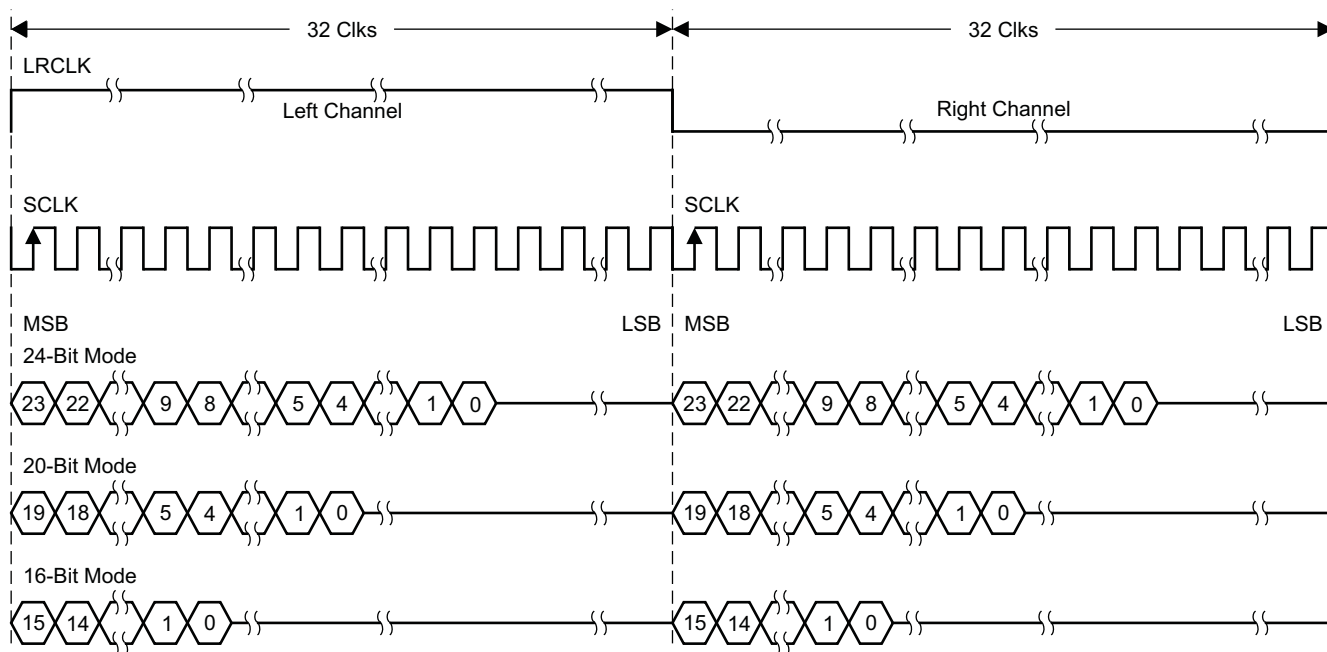 32 Clks 32 Clks
LRCLK
Left Channel Right Channel
SCLK SCLK
MSB LSB MSB LSB
24-Bit Mode
23 22 9 8 5 4 1 0 23 22 9 8 5 4 1 0
20-Bit Mode
19 18 5 4 1 0 19 18 5 4 1 0
16-Bit Mode
15 14 1 0 15 14 1 0